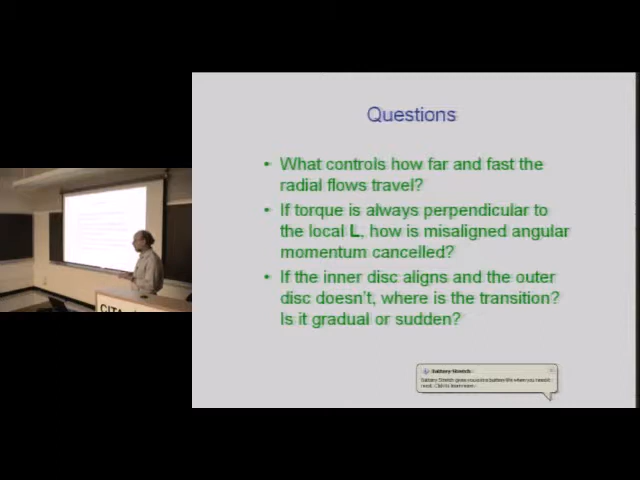 Questions
• What controls how far and fast the
radial flows travel?
• If torque is always perpendicular to
the local L, how is misaligned angular
momentum cancelled?
• If the inner disc aligns and the outer
disc doesn't, where is the transition?
Is it gradual or sudden?
CITA